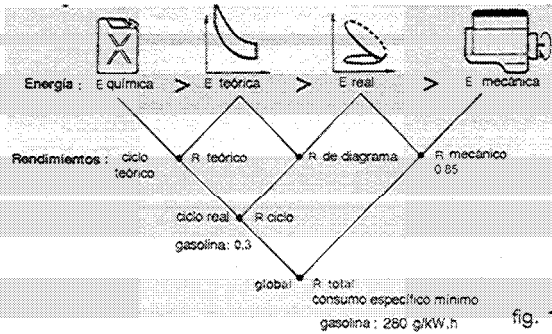 Energía : E química > E teórica > E real > E mecánica
Rendimientos : ciclo teórico R teórico R de diagrama R mecánico
0.85
ciclo real R ciclo
gasolina: 0,3
global R total
consumo específico mínimo
gasolina : 280 g/kW.h
fig.